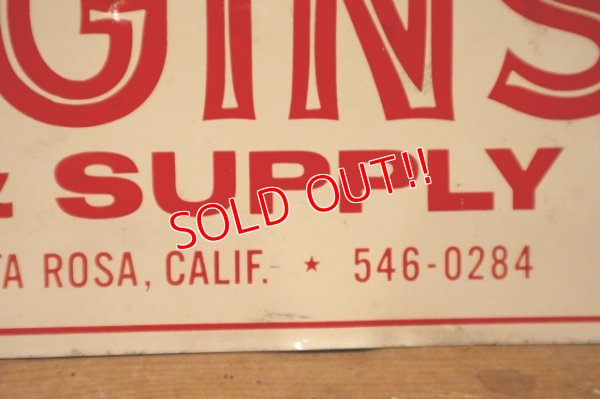 GINS
& SUPPLY
SOLD OUT!!
TA ROSA, CALIF. ★ 546-0284